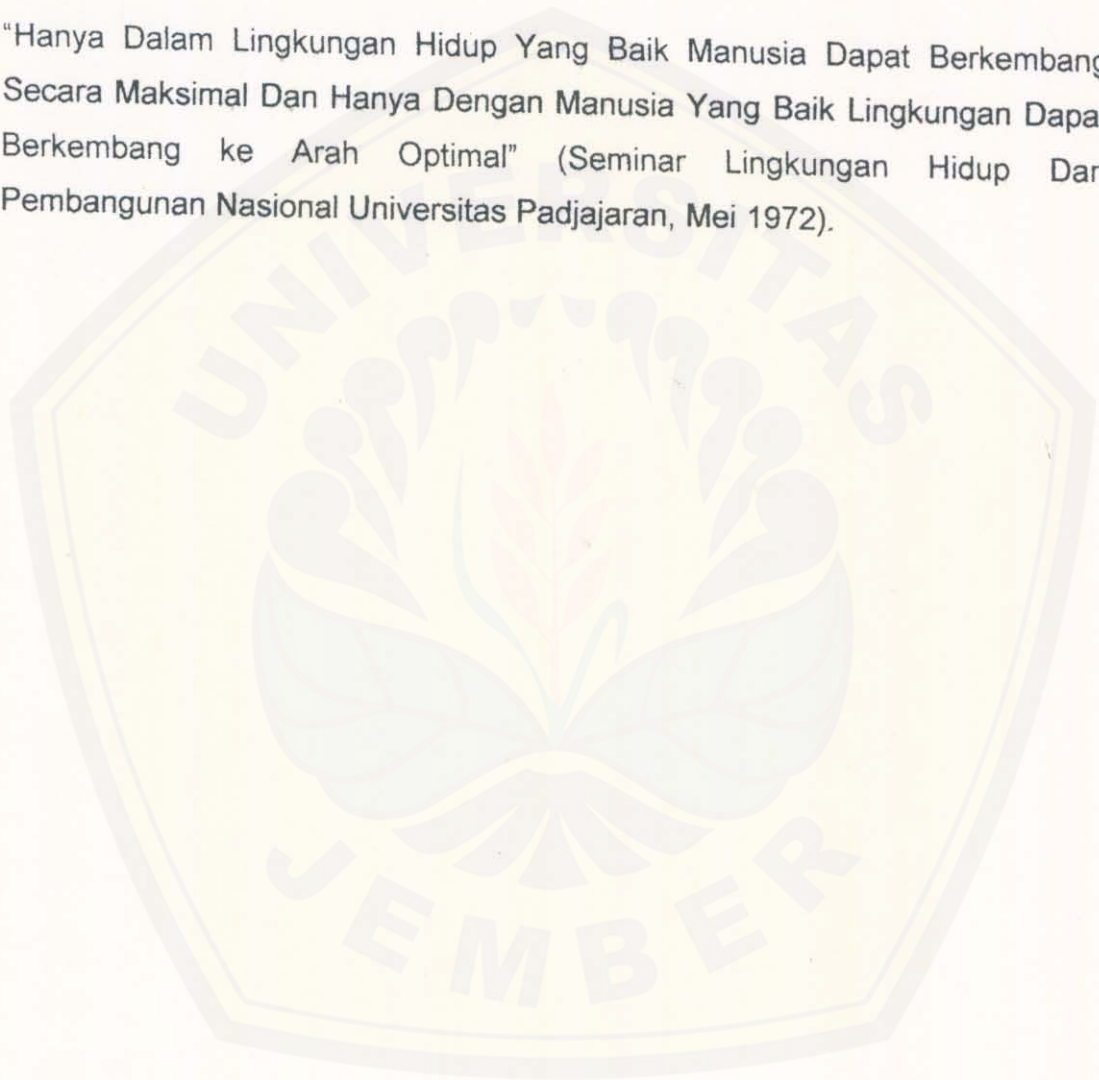 “Hanya Dalam Lingkungan Hidup Yang Baik Manusia Dapat Berkembang
Secara Maksimal Dan Hanya Dengan Manusia Yang Baik Lingkungan Dapa
Berkembang ke Arah Optimal” (Seminar Lingkungan Hidup Dan
Pembangunan Nasional Universitas Padjajaran, Mei 1972).
UNIVERSITAS
JEMBER